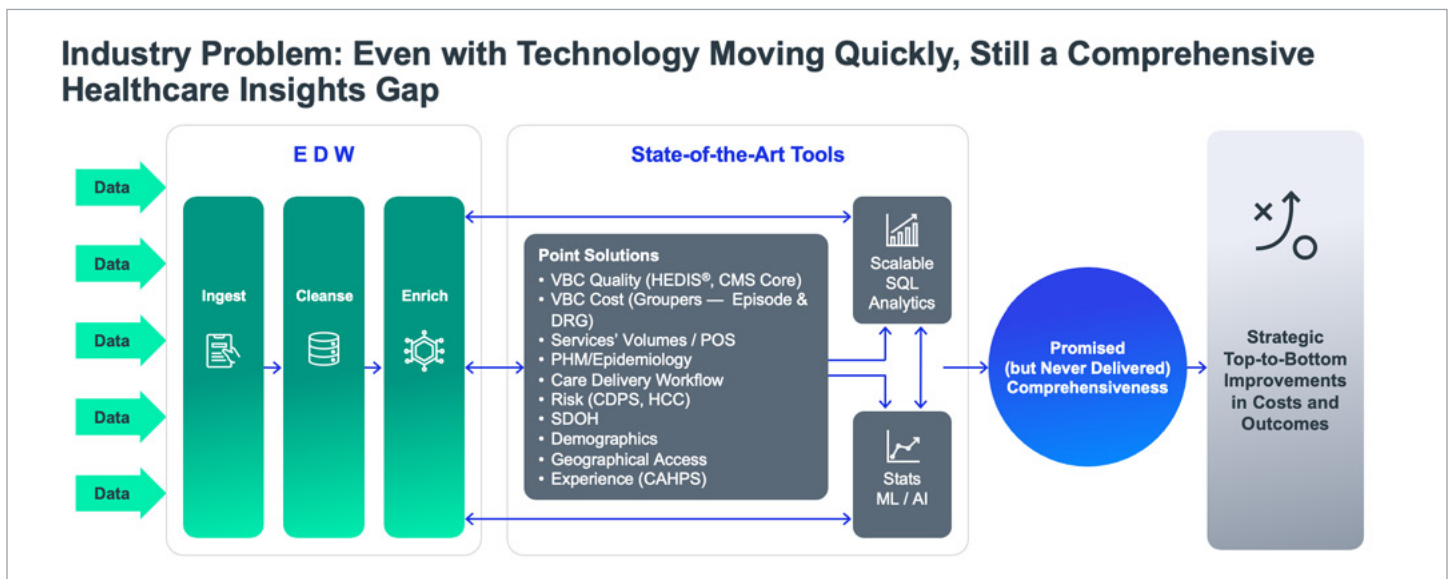 Industry Problem: Even with Technology Moving Quickly, Still a Comprehensive
Healthcare Insights Gap
E D W
State-of-the-Art Tools
Data
Data
Data
Data
Data
Ingest
Cleanse
Enrich
Point Solutions
• VBC Quality (HEDIS®, CMS Core)
• VBC Cost (Groupers — Episode &
DRG)
• Services' Volumes / POS
• PHM/Epidemiology
• Care Delivery Workflow
• Risk (CDPS, HCC)
• SDOH
• Demographics
• Geographical Access
• Experience (CAHPS)
Scalable
SQL
Analytics
Stats
ML / AI
Promised
(but Never Delivered)
Comprehensiveness
Strategic
Top-to-Bottom
Improvements
in Costs and
Outcomes